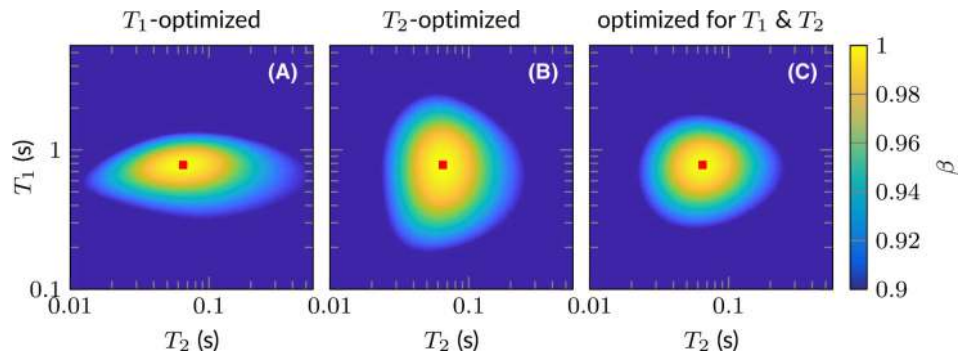 T₁-optimized
T₂-optimized
optimized for T₁ & T₂
(A)
(B)
(C)
T₁ (s)
1
0.1
0.01
0.1
T₂ (s)
0.01
0.1
T₂ (s)
0.01
0.1
T₂ (s)
1
0.98
0.96
0.94
0.92
0.9
β